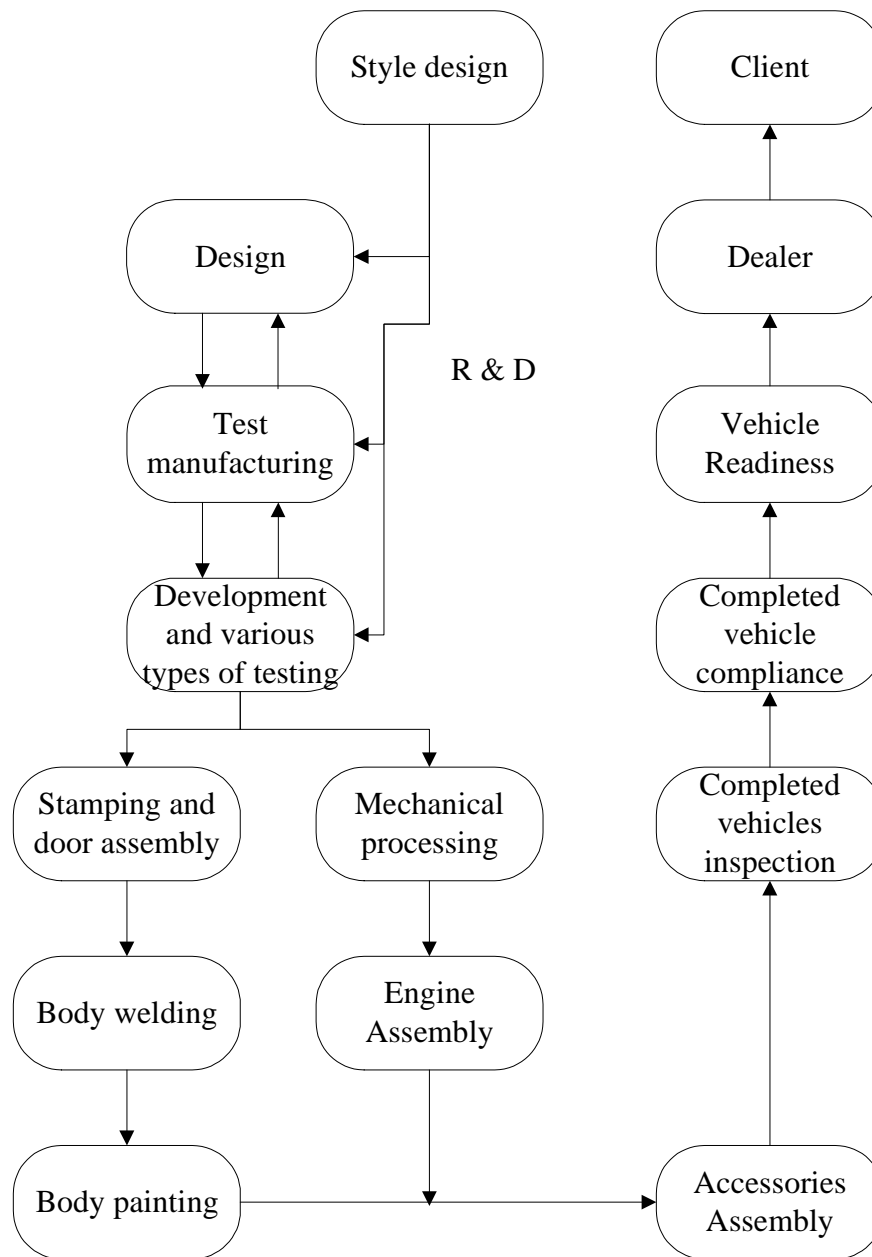 Style design
Client
Design
Dealer
R & D
Test
manufacturing
Vehicle
Readiness
Development
and various
types of testing
Completed
vehicle
compliance
Stamping and
door assembly
Mechanical
processing
Completed
vehicles
inspection
Body welding
Engine
Assembly
Body painting
Accessories
Assembly